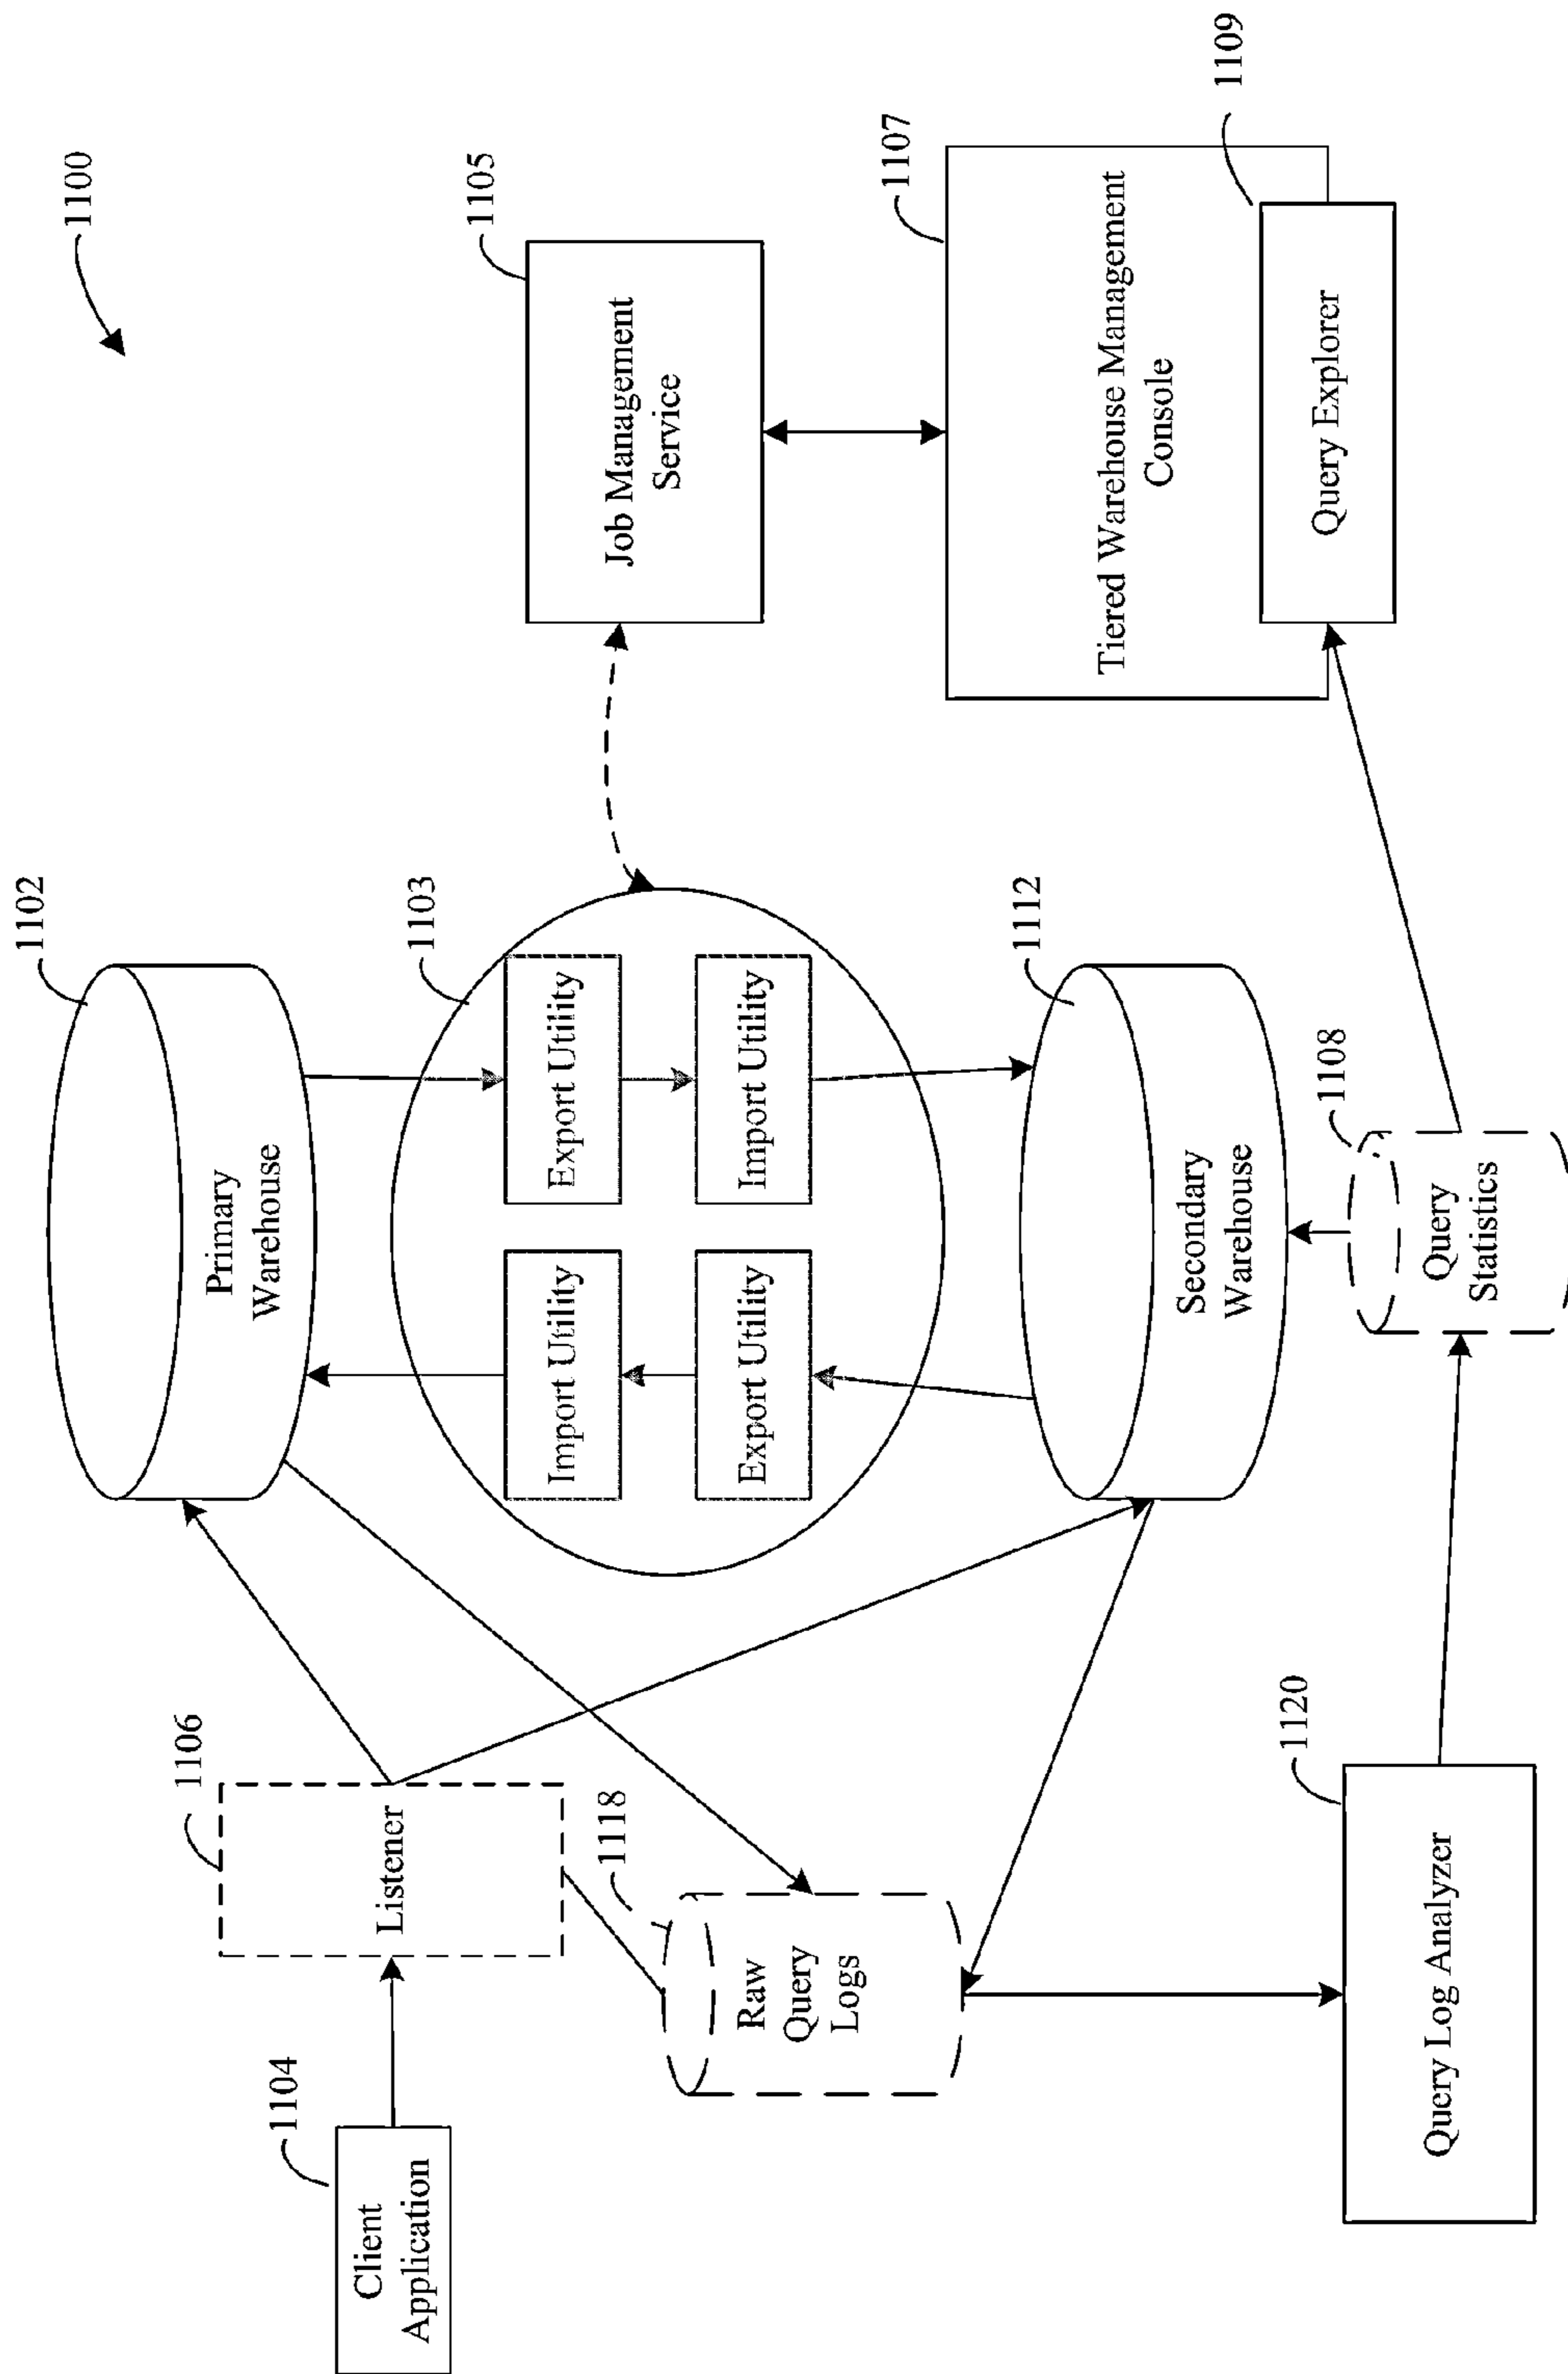 1100
1102
Primary
Warehouse
1104
Client
Application
1106
Listener
1103
Import Utility
Export Utility
Export Utility
Import Utility
1105
Job Management
Service
1118
Raw
Query
Logs
1112
Secondary
Warehouse
1107
Tiered Warehouse Management
Console
1109
Query Explorer
1120
Query Log Analyzer
1108
Query
Statistics